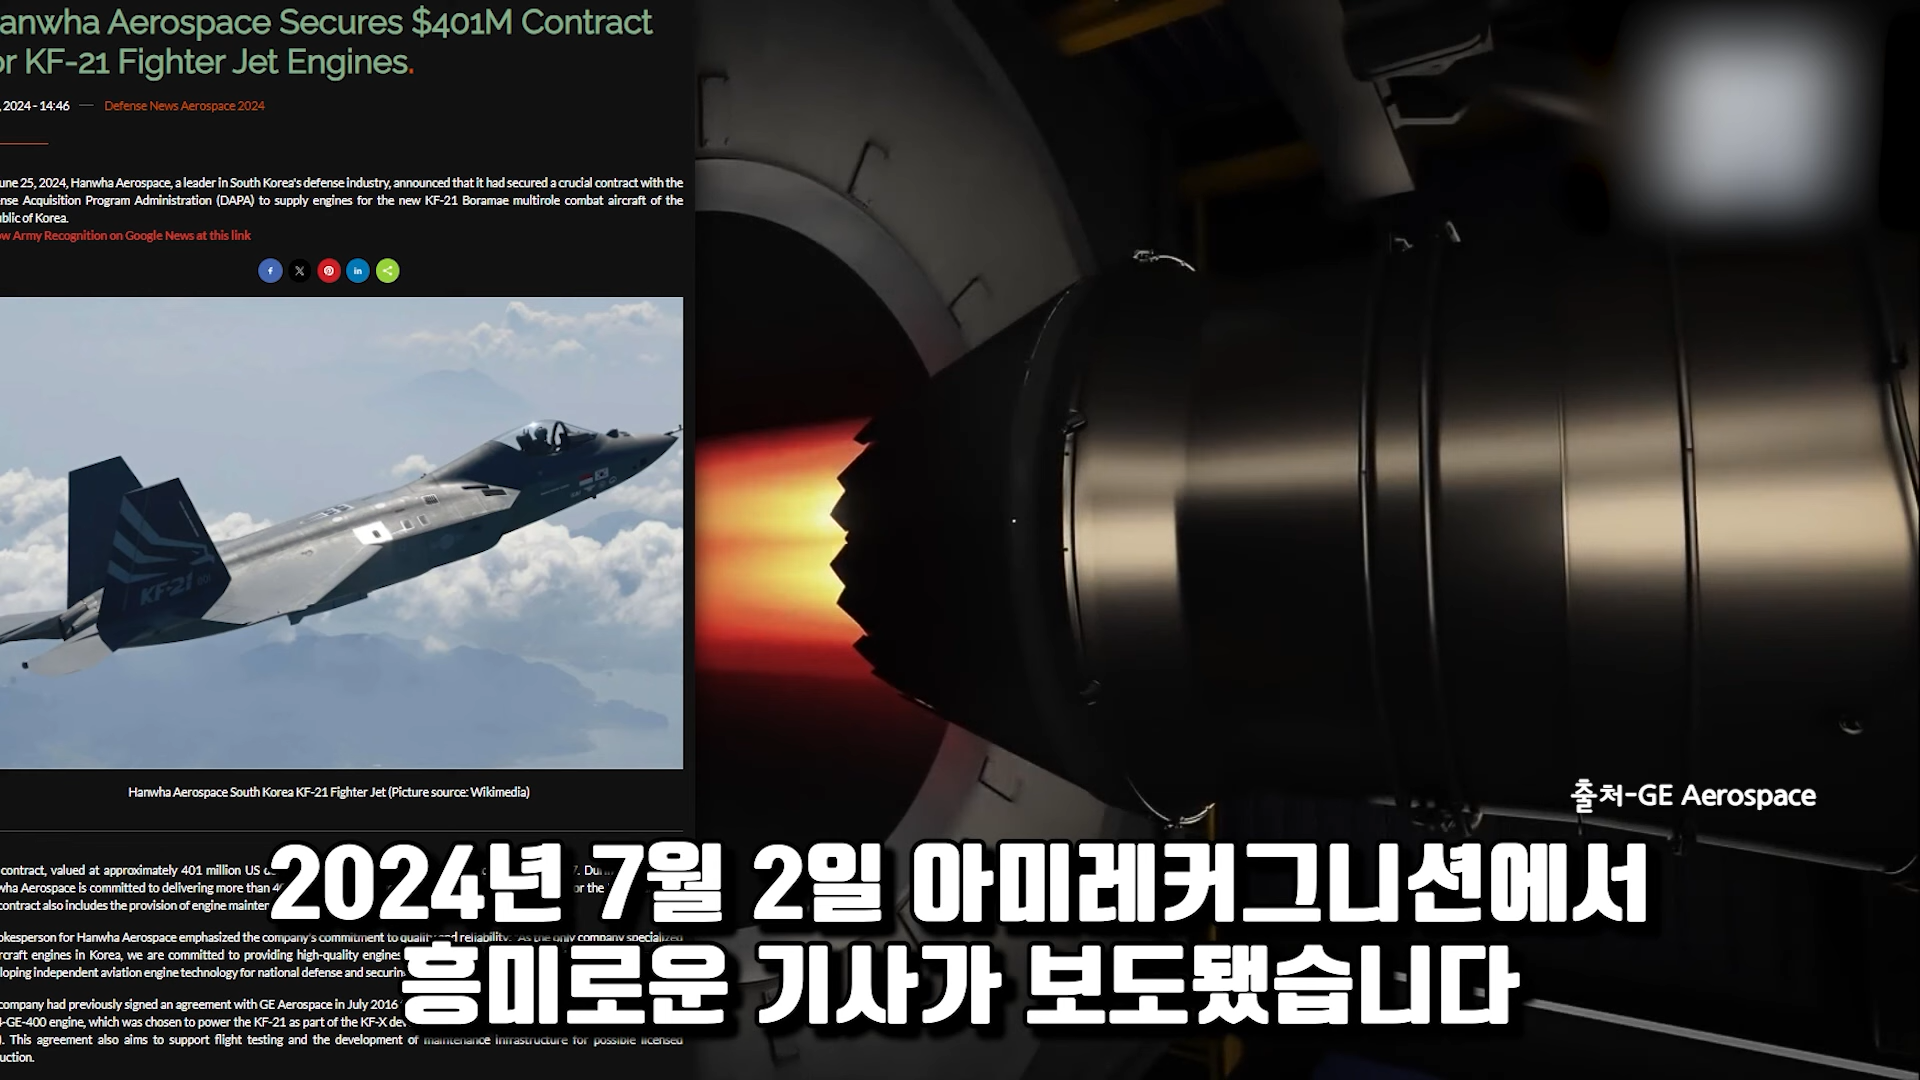 anwha Aerospace Secures $401M Contract
or KF-21 Fighter Jet Engines.
, 2024 - 14:46 — Defense News Aerospace 2024
une 25, 2024, Hanwha Aerospace, a leader in South Korea's defense industry, announced that it had secured a crucial contract with the
nse Acquisition Program Administration (DAPA) to supply engines for the new KF-21 Boramae multirole combat aircraft of the
blic of Korea.
ow Army Recognition on Google News at this link
KF-21 001
Hanwha Aerospace South Korea KF-21 Fighter Jet (Picture source: Wikimedia)
출처-GE Aerospace
contract, valued at approximately 401 million US
wha Aerospace is committed to delivering more than or the
contract also includes the provision of engine
okesperson for Hanwha Aerospace emphasized the company's commitment to quality and reliability: "As the only company specialized
rcraft engines in Korea, we are committed to providing high-quality engines
loping independent aviation engine technology for national defense and
company had previously signed an agreement with GE Aerospace in July 2016
-GE-400 engine, which was chosen to power the KF-21 as part of the KF-X
). This agreement also aims to support flight testing and the development of maintenance infrastructure for possible licensed
uction.
2024년 7월 2일 아미레커그니션에서
흥미로운 기사가 보도됐습니다